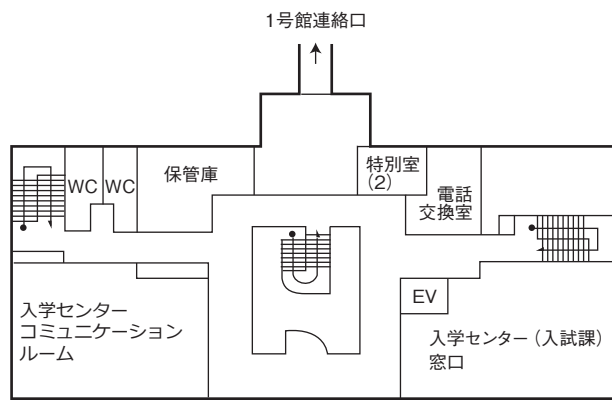 1号館連絡口
WC
WC
保管庫
特別室
(2)
電話
交換室
入学センター
コミュニケーション
ルーム
EV
入学センター(入試課)
窓口